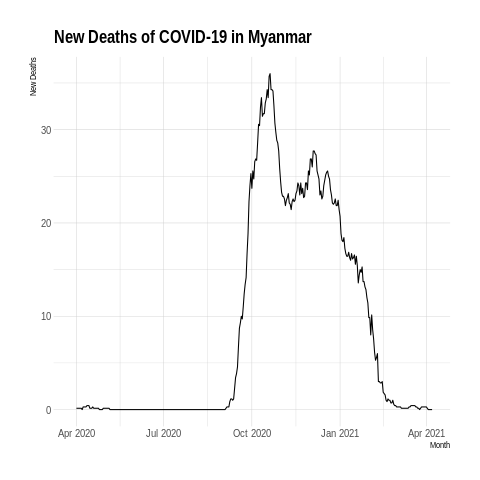 New Deaths of COVID-19 in Myanmar
New Deaths
30
20
10
0
Apr 2020 Jul 2020 Oct 2020 Jan 2021 Apr 2021
Month